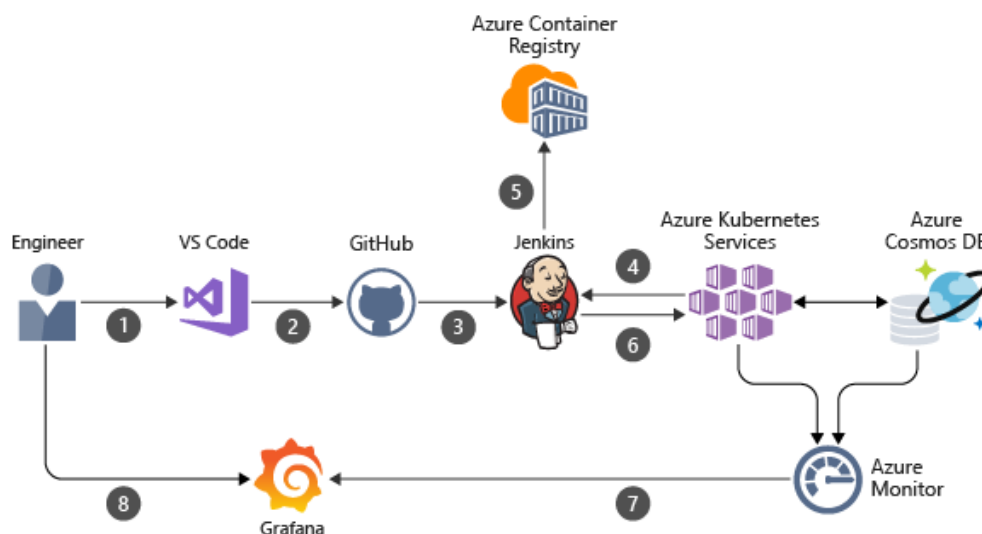 Azure Container
Registry
5
Engineer
VS Code
GitHub
Jenkins
Azure Kubernetes
Services
Azure
Cosmos DB
1
2
3
4
6
8
Grafana
7
Azure
Monitor